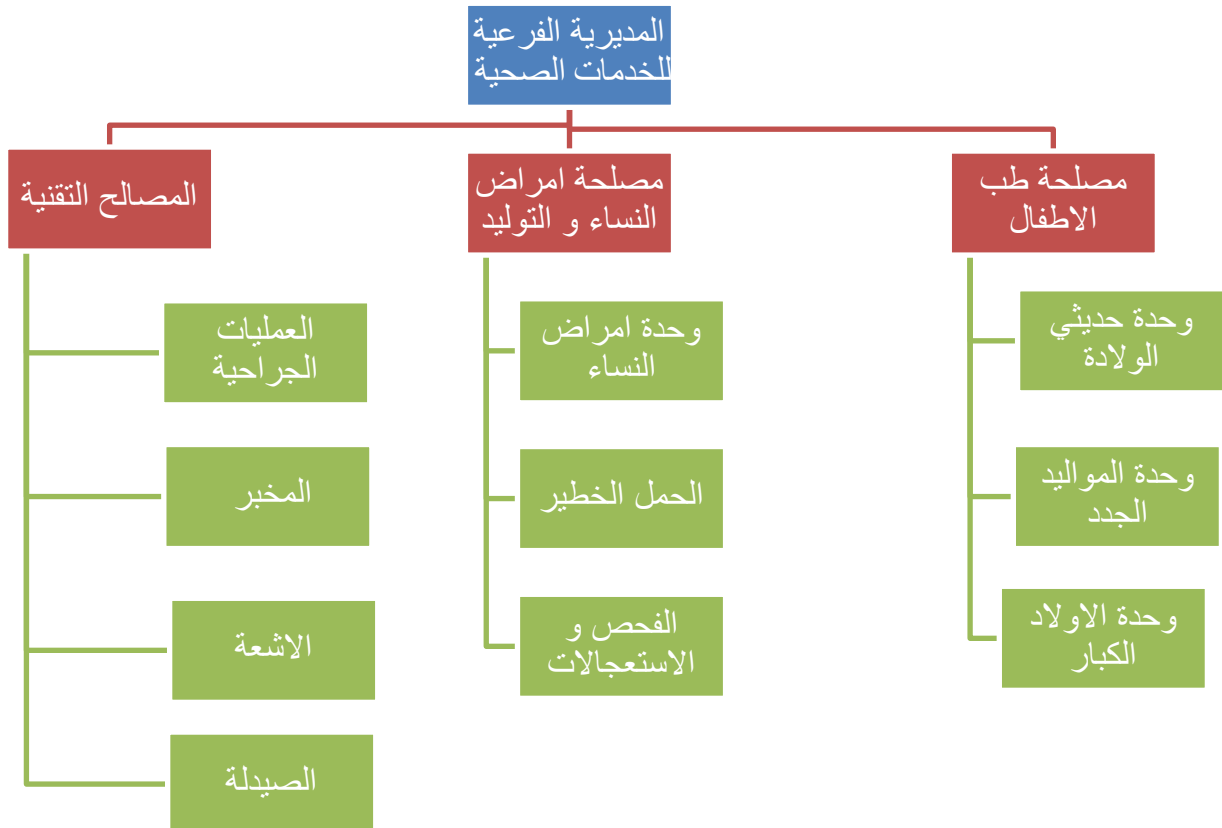 المديرية الفرعية
للخدمات الصحية
مصلحة طب
الاطفال
مصلحة امراض
النساء و التوليد
المصالح التقنية
وحدة حديثي
الولادة
وحدة المواليد
الجدد
وحدة الاولاد
الكبار
وحدة امراض
النساء
الحمل الخطير
الفحص و
الاستعجالات
العمليات
الجراحية
المخبر
الاشعة
الصيدلة